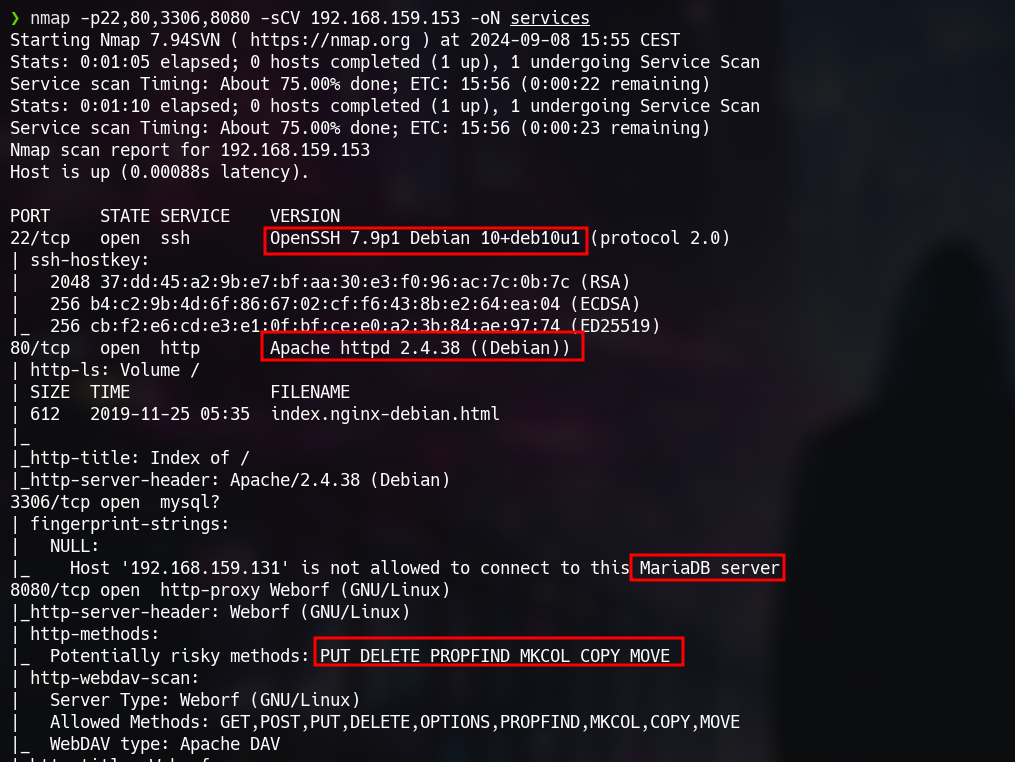 ❯ nmap -p22,80,3306,8080 -sCV 192.168.159.153 -oN services
Starting Nmap 7.94SVN ( https://nmap.org ) at 2024-09-08 15:55 CEST
Stats: 0:01:05 elapsed; 0 hosts completed (1 up), 1 undergoing Service Scan
Service scan Timing: About 75.00% done; ETC: 15:56 (0:00:22 remaining)
Stats: 0:01:10 elapsed; 0 hosts completed (1 up), 1 undergoing Service Scan
Service scan Timing: About 75.00% done; ETC: 15:56 (0:00:23 remaining)
Nmap scan report for 192.168.159.153
Host is up (0.00088s latency).
PORT     STATE SERVICE    VERSION
22/tcp   open  ssh        OpenSSH 7.9p1 Debian 10+deb10u1 (protocol 2.0)
| ssh-hostkey:
|   2048 37:dd:45:a2:9b:e7:bf:aa:30:e3:f0:96:ac:7c:0b:7c (RSA)
|   256 b4:c2:9b:4d:6f:86:67:02:cf:f6:43:8b:e2:64:ea:04 (ECDSA)
|_  256 cb:f2:e6:cd:e3:e1:0f:bf:ce:e0:a2:3b:84:ae:97:74 (ED25519)
80/tcp   open  http       Apache httpd 2.4.38 ((Debian))
| http-ls: Volume /
| SIZE  TIME              FILENAME
| 612   2019-11-25 05:35  index.nginx-debian.html
|_
|_http-title: Index of /
|_http-server-header: Apache/2.4.38 (Debian)
3306/tcp open  mysql?
| fingerprint-strings:
|   NULL:
|_    Host '192.168.159.131' is not allowed to connect to this MariaDB server
8080/tcp open  http-proxy Weborf (GNU/Linux)
|_http-server-header: Weborf (GNU/Linux)
| http-methods:
|_  Potentially risky methods: PUT DELETE PROPFIND MKCOL COPY MOVE
| http-webdav-scan:
|   Server Type: Weborf (GNU/Linux)
|   Allowed Methods: GET,POST,PUT,DELETE,OPTIONS,PROPFIND,MKCOL,COPY,MOVE
|_  WebDAV type: Apache DAV